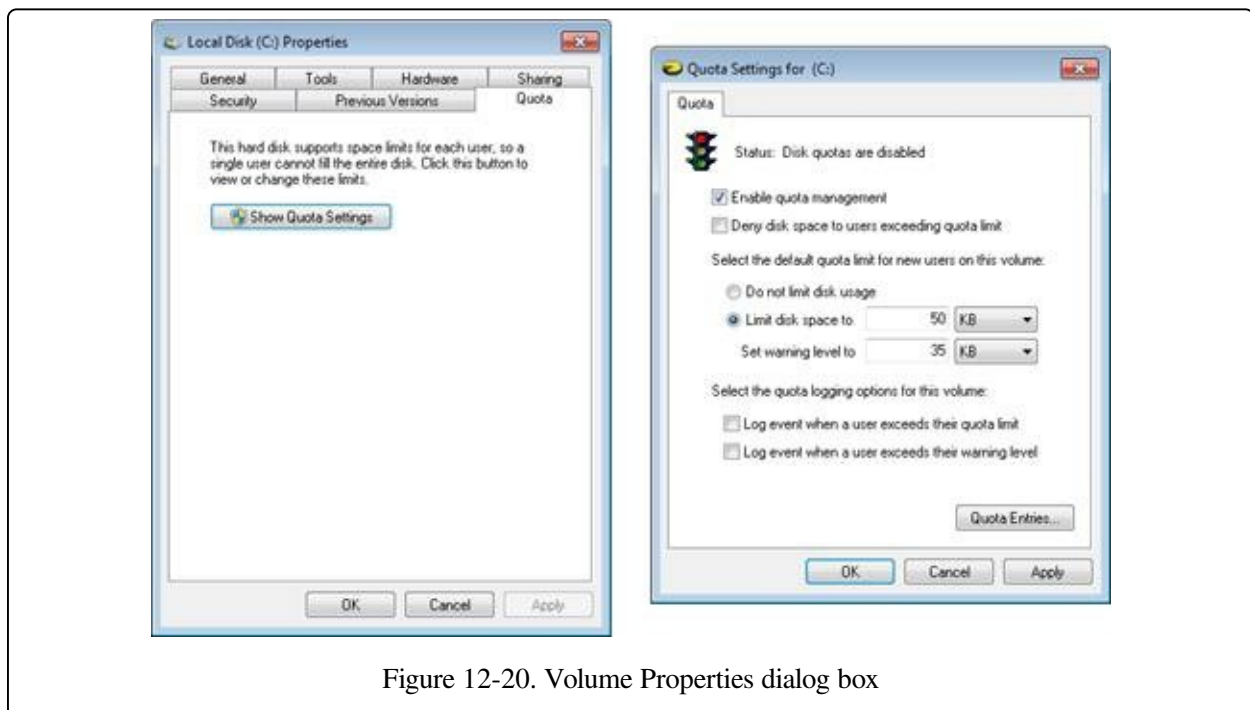 Local Disk (C:) Properties
General Tools Hardware Sharing
Security Previous Versions Quota
This hard disk supports space limits for each user, so a
single user cannot fill the entire disk. Click this button to
view or change these limits.
Show Quota Settings
OK Cancel Apply
Quota Settings for (C:)
Quota
Status: Disk quotas are disabled
Enable quota management
Deny disk space to users exceeding quota limit
Select the default quota limit for new users on this volume:
Do not limit disk usage
Limit disk space to 50 KB
Set warning level to 35 KB
Select the quota logging options for this volume:
Log event when a user exceeds their quota limit
Log event when a user exceeds their warning level
Quota Entries...
OK Cancel Apply
Figure 12-20. Volume Properties dialog box